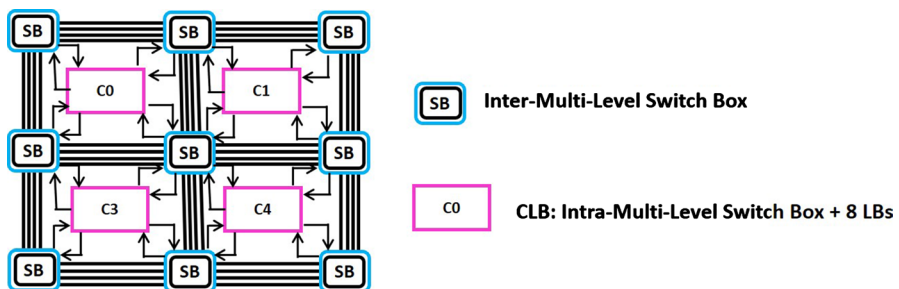 SB SB SB
C0 C1
SB SB SB
C3 C4
SB SB SB
SB Inter-Multi-Level Switch Box
C0 CLB: Intra-Multi-Level Switch Box + 8 LBs